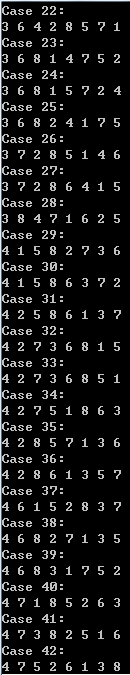 Case 22:
3 6 4 2 8 5 7 1
Case 23:
3 6 8 1 4 7 5 2
Case 24:
3 6 8 1 5 7 2 4
Case 25:
3 6 8 2 4 1 7 5
Case 26:
3 7 2 8 5 1 4 6
Case 27:
3 7 2 8 6 4 1 5
Case 28:
3 8 4 7 1 6 2 5
Case 29:
4 1 5 8 2 7 3 6
Case 30:
4 1 5 8 6 3 7 2
Case 31:
4 2 5 8 6 1 3 7
Case 32:
4 2 7 3 6 8 1 5
Case 33:
4 2 7 3 6 8 5 1
Case 34:
4 2 7 5 1 8 6 3
Case 35:
4 2 8 5 7 1 3 6
Case 36:
4 2 8 6 1 3 5 7
Case 37:
4 6 1 5 2 8 3 7
Case 38:
4 6 8 2 7 1 3 5
Case 39:
4 6 8 3 1 7 5 2
Case 40:
4 7 1 8 5 2 6 3
Case 41:
4 7 3 8 2 5 1 6
Case 42:
4 7 5 2 6 1 3 8